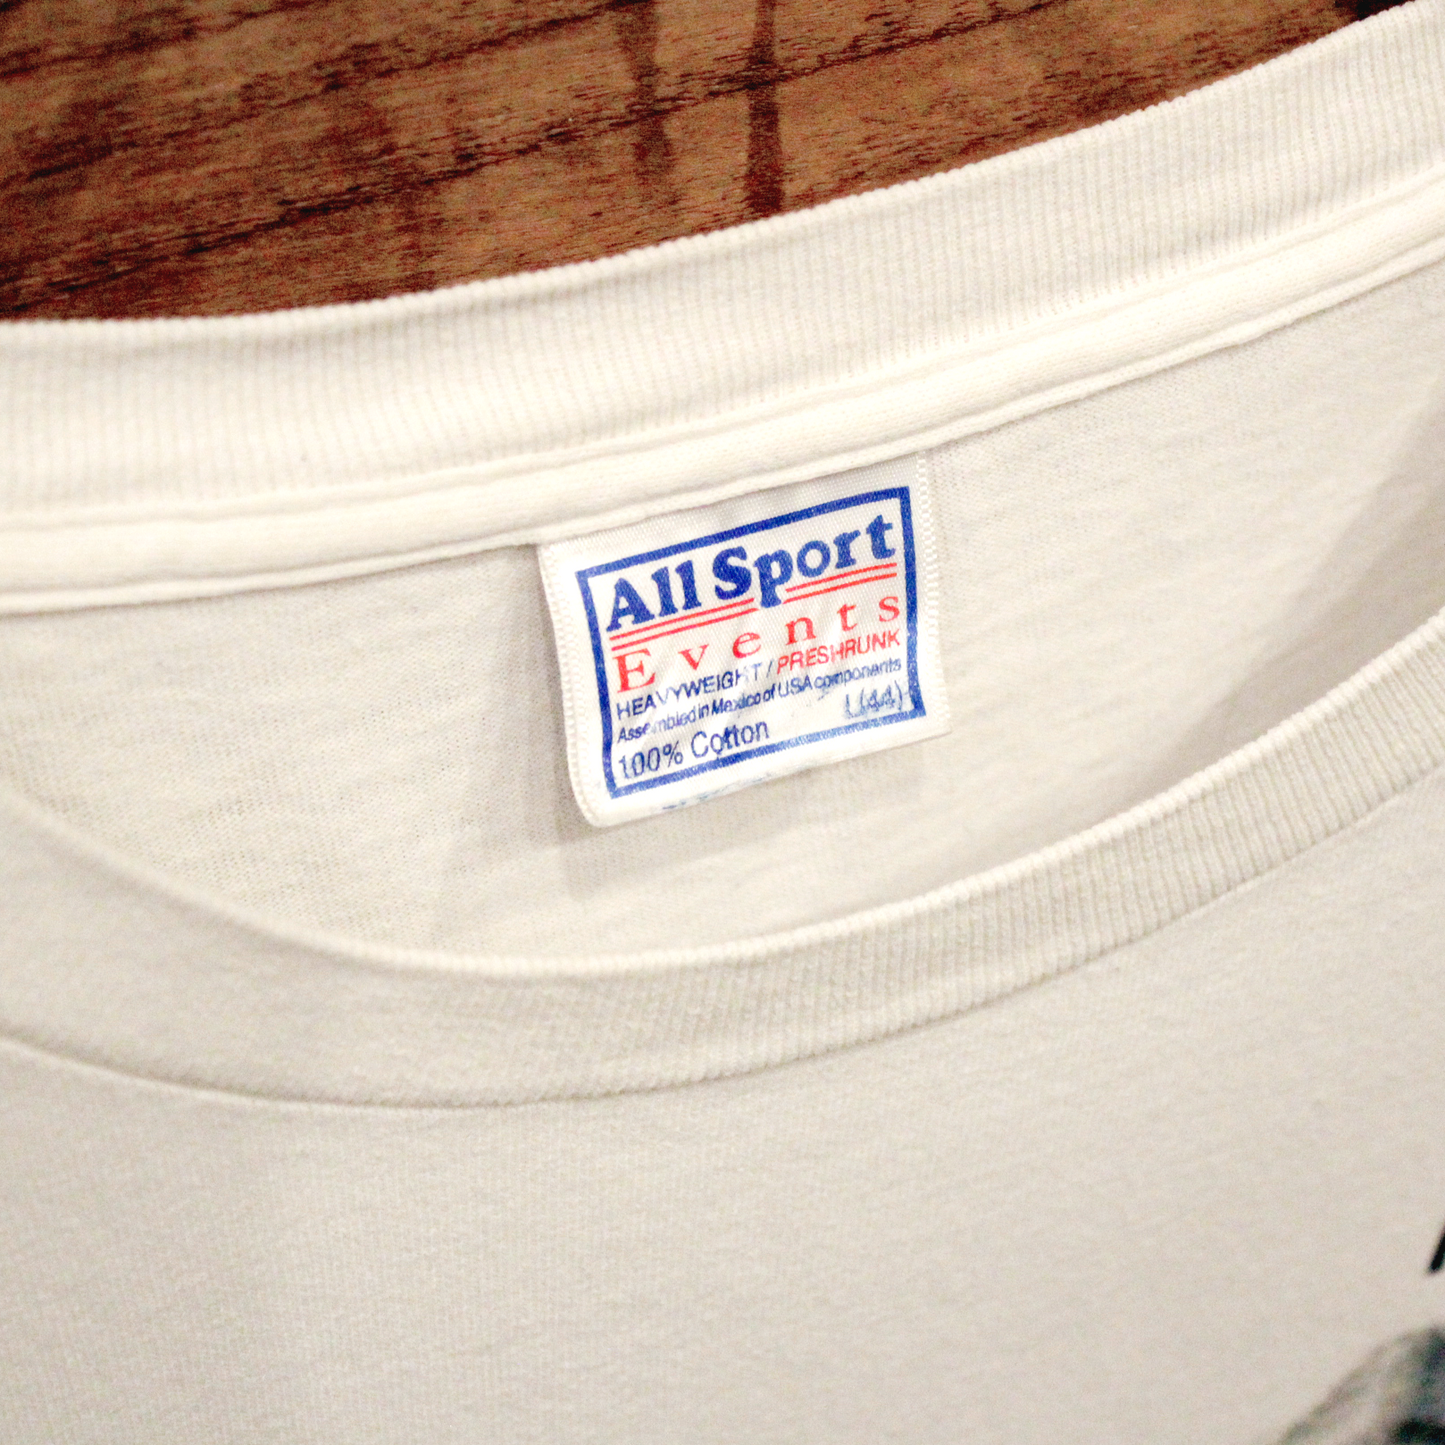 All Sport
Events
HEAVYWEIGHT / PRESHRUNK
Assembled in Mexico of USA components
L(44)
100% Cotton